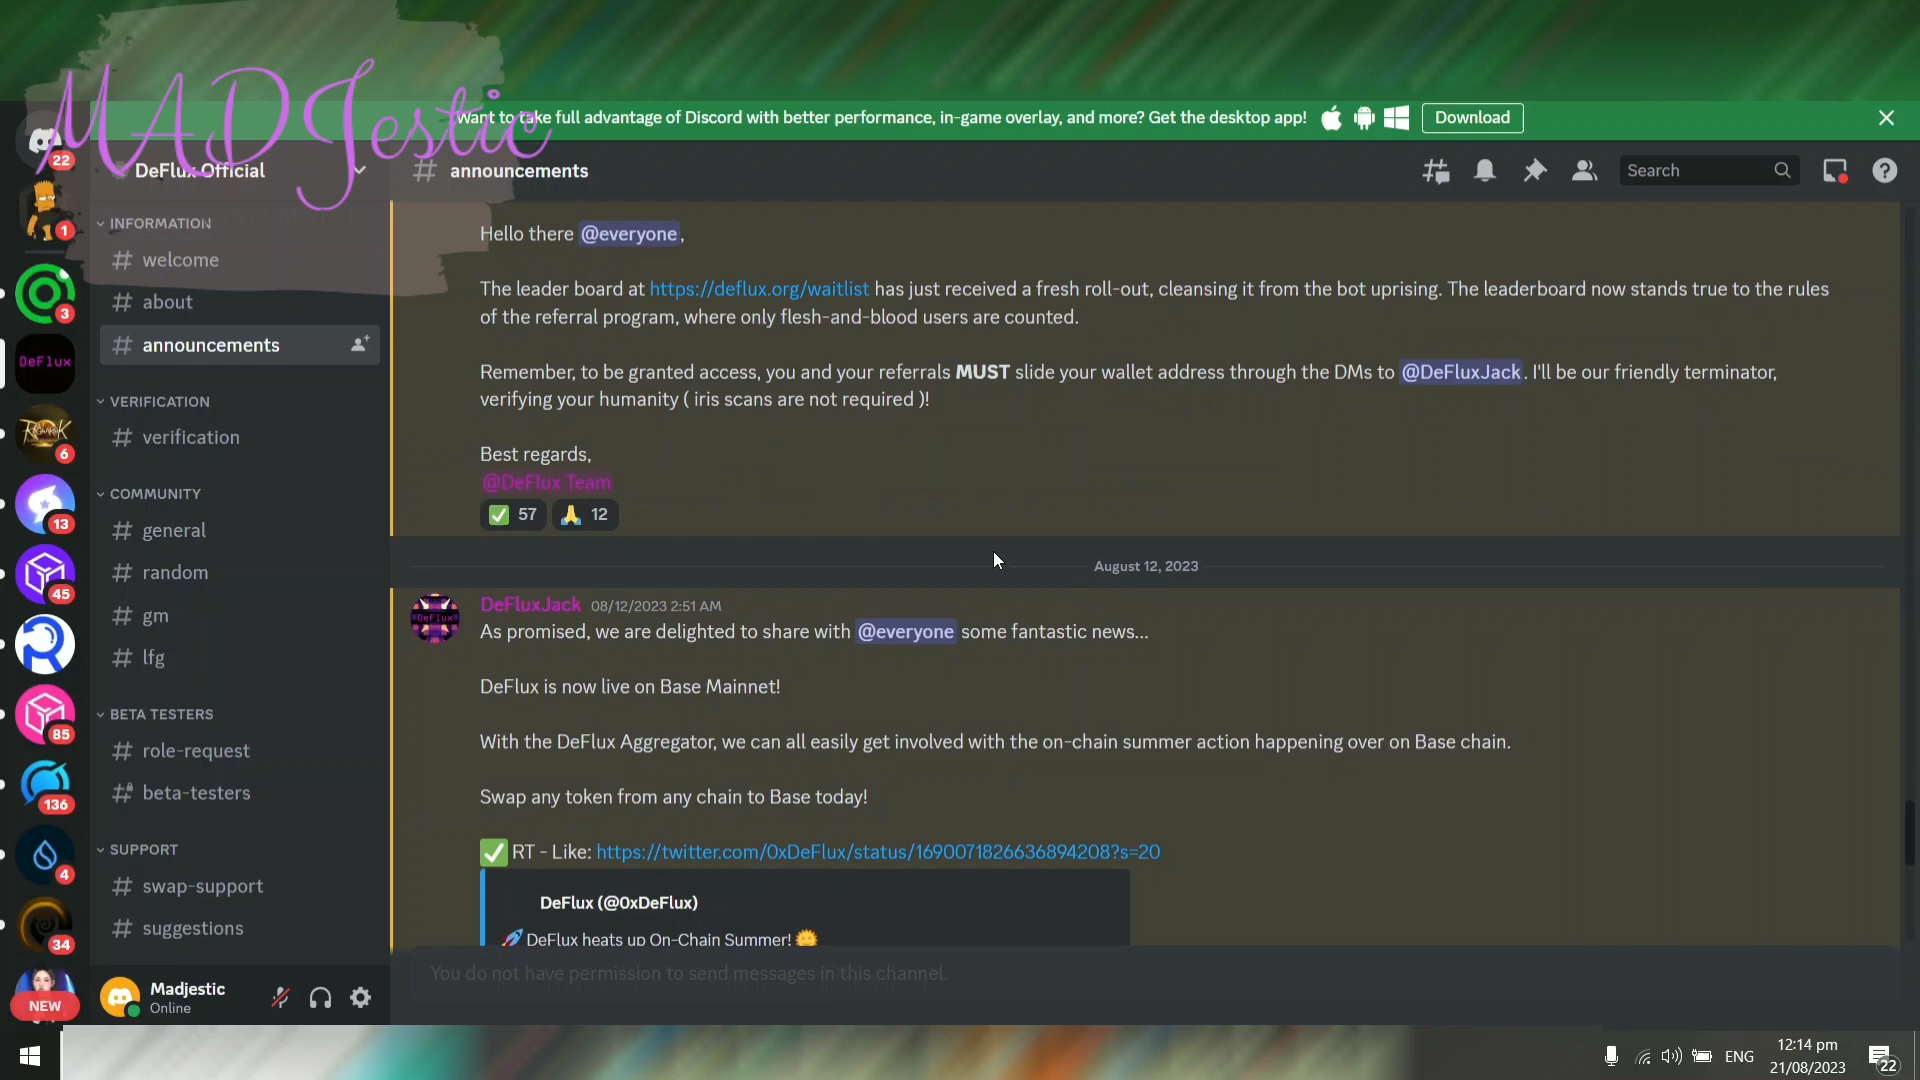 MADJestic
Want to take full advantage of Discord with better performance, in-game overlay, and more? Get the desktop app!
Download
22
DeFlux Official
# announcements
Search
1
INFORMATION
# welcome
# about
# announcements
3
DeFlux
VERIFICATION
# verification
6
COMMUNITY
# general
# random
# gm
# lfg
13
45
85
BETA TESTERS
# role-request
# beta-testers
136
SUPPORT
# swap-support
# suggestions
4
34
NEW
Madjestic
Online
Hello there @everyone,
The leader board at https://deflux.org/waitlist has just received a fresh roll-out, cleansing it from the bot uprising. The leaderboard now stands true to the rules
of the referral program, where only flesh-and-blood users are counted.
Remember, to be granted access, you and your referrals MUST slide your wallet address through the DMs to @DeFluxJack. I'll be our friendly terminator,
verifying your humanity ( iris scans are not required )!
Best regards,
@DeFlux Team
57 12
August 12, 2023
DeFlux
DeFluxJack 08/12/2023 2:51 AM
As promised, we are delighted to share with @everyone some fantastic news...
DeFlux is now live on Base Mainnet!
With the DeFlux Aggregator, we can all easily get involved with the on-chain summer action happening over on Base chain.
Swap any token from any chain to Base today!
✅ RT - Like: https://twitter.com/0xDeFlux/status/1690071826636894208?s=20
DeFlux (@0xDeFlux)
🚀 DeFlux heats up On-Chain Summer! 🌞
You do not have permission to send messages in this channel.
ENG
12:14 pm
21/08/2023
22